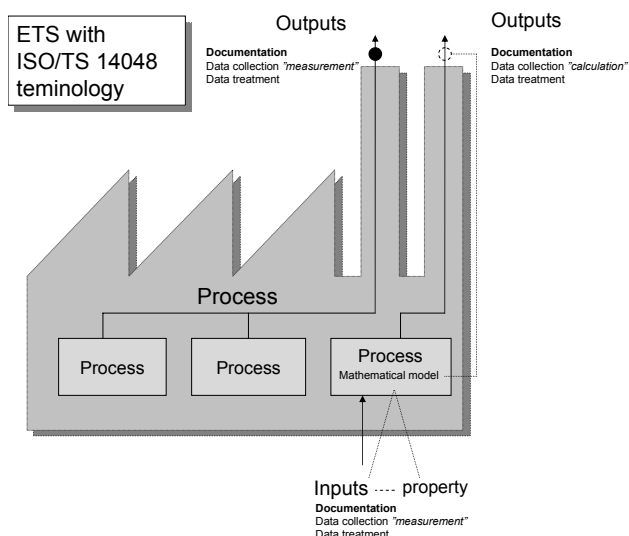 ETS with
ISO/TS 14048
teminology
Outputs
Documentation
Data collection "measurement"
Data treatment
Outputs
Documentation
Data collection "calculation"
Data treatment
Process
Process
Process
Process
Mathematical model
Inputs ---- property
Documentation
Data collection "measurement"
Data treatment